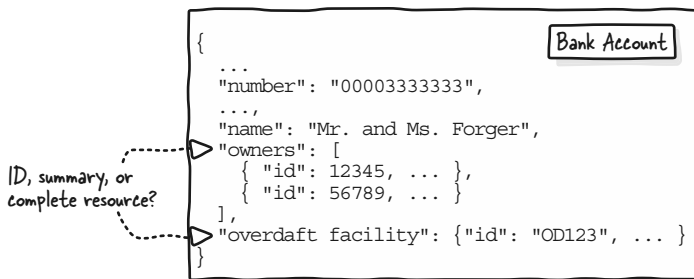 {
Bank Account
...
"number": "00003333333",
...,
"name": "Mr. and Ms. Forger",
"owners": [
{ "id": 12345, ... },
{ "id": 56789, ... }
],
"overdaft facility": {"id": "OD123", ... }
}
ID, summary, or
complete resource?